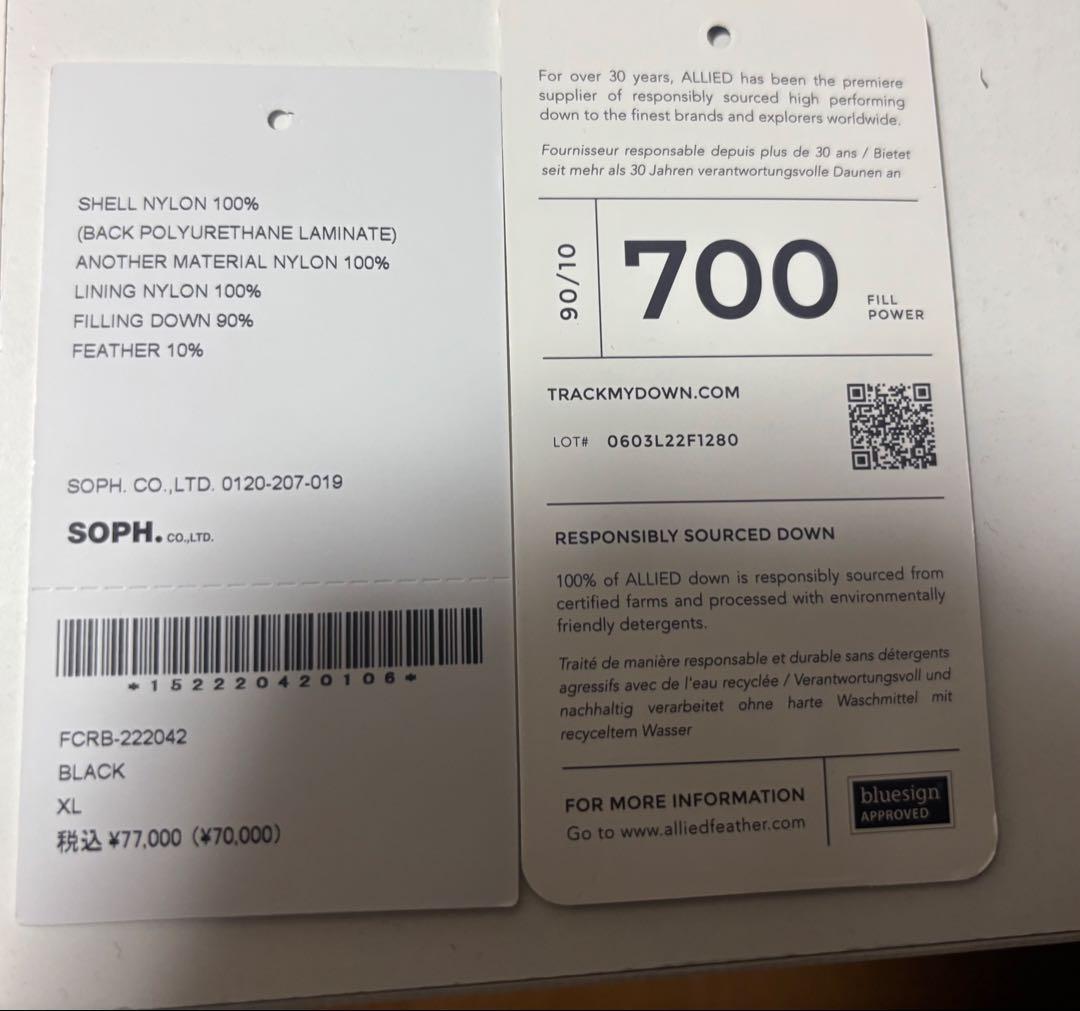 SHELL NYLON 100%
(BACK POLYURETHANE LAMINATE)
ANOTHER MATERIAL NYLON 100%
LINING NYLON 100%
FILLING DOWN 90%
FEATHER 10%
SOPH. CO.,LTD. 0120-207-019
SOPH. CO.,LTD.
*152220420106*
FCRB-222042
BLACK
XL
税込 ¥77,000 (¥70,000)
For over 30 years, ALLIED has been the premiere
supplier of responsibly sourced high performing
down to the finest brands and explorers worldwide.
Fournisseur responsable depuis plus de 30 ans / Bietet
seit mehr als 30 Jahren verantwortungsvolle Daunen an
90/10
700
FILL
POWER
TRACKMYDOWN.COM
LOT# 0603L22F1280
RESPONSIBLY SOURCED DOWN
100% of ALLIED down is responsibly sourced from
certified farms and processed with environmentally
friendly detergents.
Traité de manière responsable et durable sans détergents
agressifs avec de l'eau recyclée / Verantwortungsvoll und
nachhaltig verarbeitet ohne harte Waschmittel mit
recyceltem Wasser
FOR MORE INFORMATION
Go to www.alliedfeather.com
bluesign
APPROVED